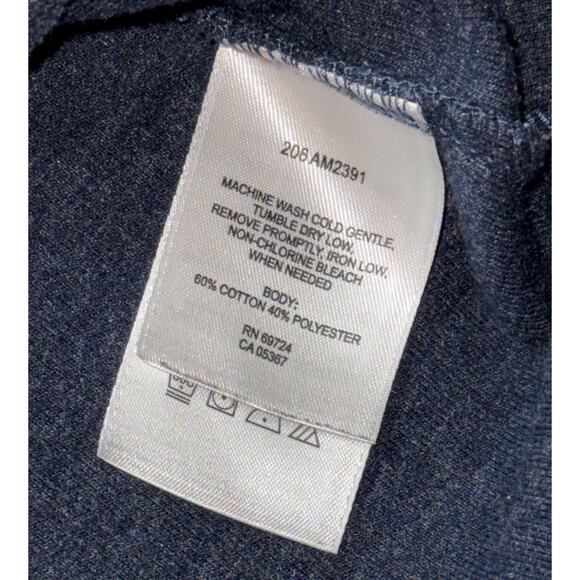 206 AM2391
MACHINE WASH COLD GENTLE,
TUMBLE DRY LOW,
REMOVE PROMPTLY, IRON LOW,
NON-CHLORINE BLEACH
WHEN NEEDED
BODY:
60% COTTON 40% POLYESTER
RN 69724
CA 05367